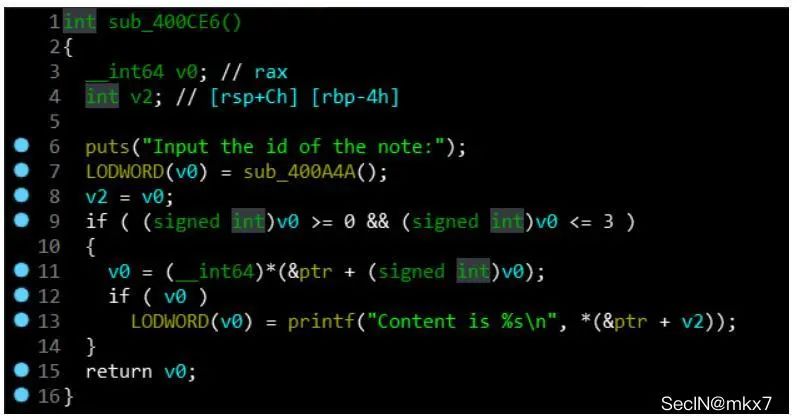 1 int sub_400CE6()
2 {
3   __int64 v0; // rax
4   int v2; // [rsp+Ch] [rbp-4h]
5
6   puts("Input the id of the note:");
7   LODWORD(v0) = sub_400A4A();
8   v2 = v0;
9   if ( (signed int)v0 >= 0 && (signed int)v0 <= 3 )
10   {
11     v0 = (__int64)*(&ptr + (signed int)v0);
12     if ( v0 )
13       LODWORD(v0) = printf("Content is %s\n", *(&ptr + v2));
14   }
15   return v0;
16 }
SecIN@mkx7